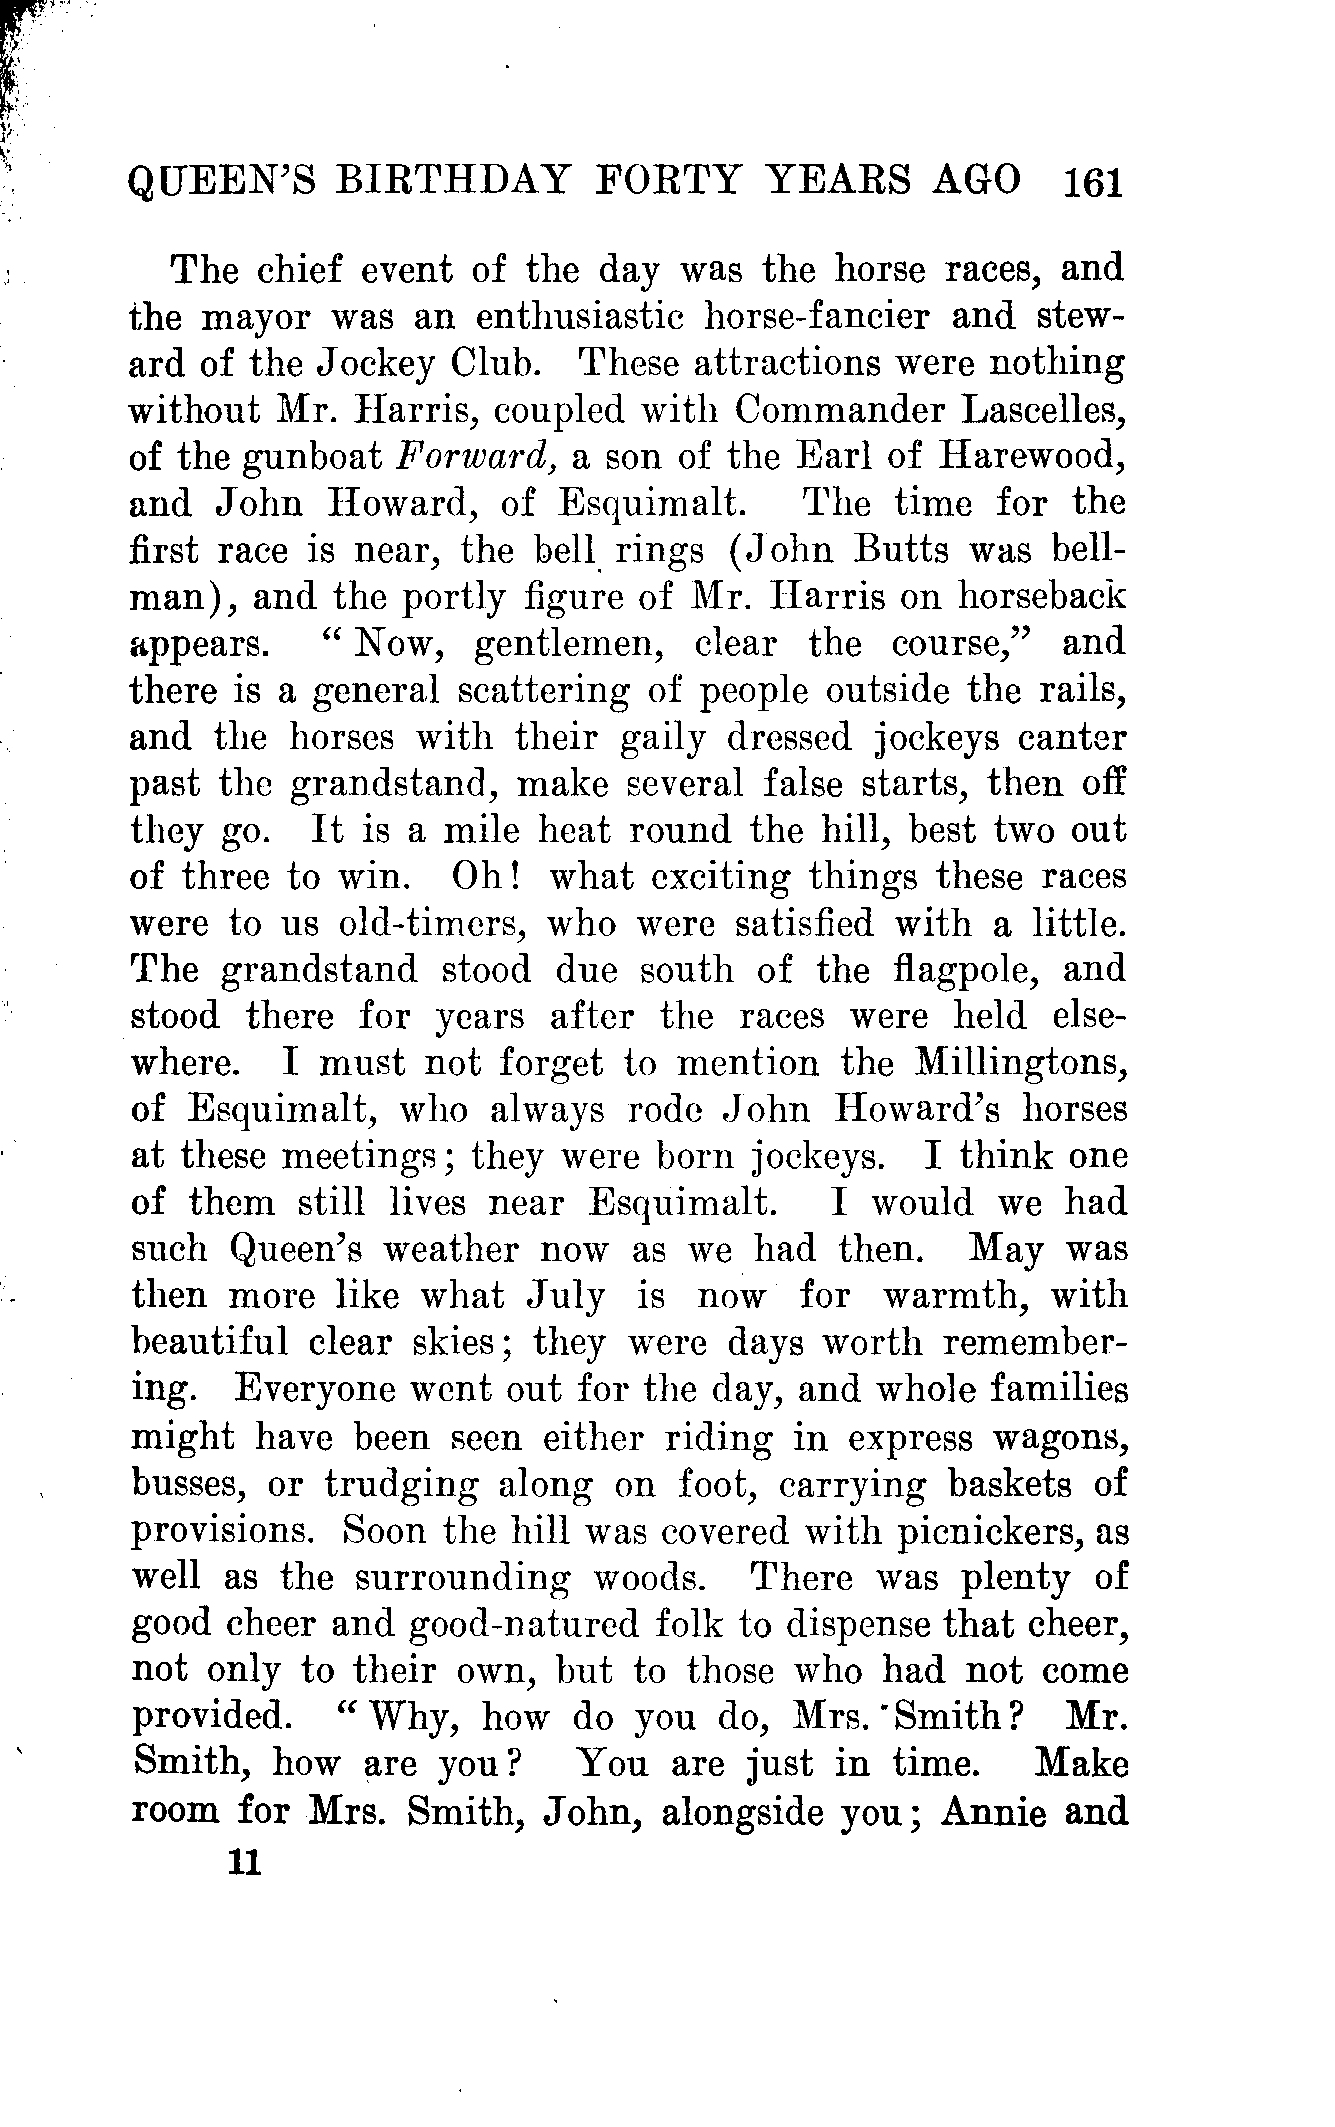 QUEEN'S BIRTHDAY FORTY YEARS AGO 161
The chief event of the day was the horse races, and
the mayor was an enthusiastic horse-fancier and stew-
ard of the Jockey Club. These attractions were nothing
without Mr. Harris, coupled with Commander Lascelles,
of the gunboat Forward, a son of the Earl of Harewood,
and John Howard, of Esquimalt. The time for the
first race is near, the bell rings (John Butts was bell-
man), and the portly figure of Mr. Harris on horseback
appears. "Now, gentlemen, clear the course," and
there is a general scattering of people outside the rails,
and the horses with their gaily dressed jockeys canter
past the grandstand, make several false starts, then off
they go. It is a mile heat round the hill, best two out
of three to win. Oh! what exciting things these races
were to us old-timers, who were satisfied with a little.
The grandstand stood due south of the flagpole, and
stood there for years after the races were held else-
where. I must not forget to mention the Millingtons,
of Esquimalt, who always rode John Howard's horses
at these meetings; they were born jockeys. I think one
of them still lives near Esquimalt. I would we had
such Queen's weather now as we had then. May was
then more like what July is now for warmth, with
beautiful clear skies; they were days worth remember-
ing. Everyone went out for the day, and whole families
might have been seen either riding in express wagons,
busses, or trudging along on foot, carrying baskets of
provisions. Soon the hill was covered with picnickers, as
well as the surrounding woods. There was plenty of
good cheer and good-natured folk to dispense that cheer,
not only to their own, but to those who had not come
provided. "Why, how do you do, Mrs. Smith? Mr.
Smith, how are you? You are just in time. Make
room for Mrs. Smith, John, alongside you; Annie and
11